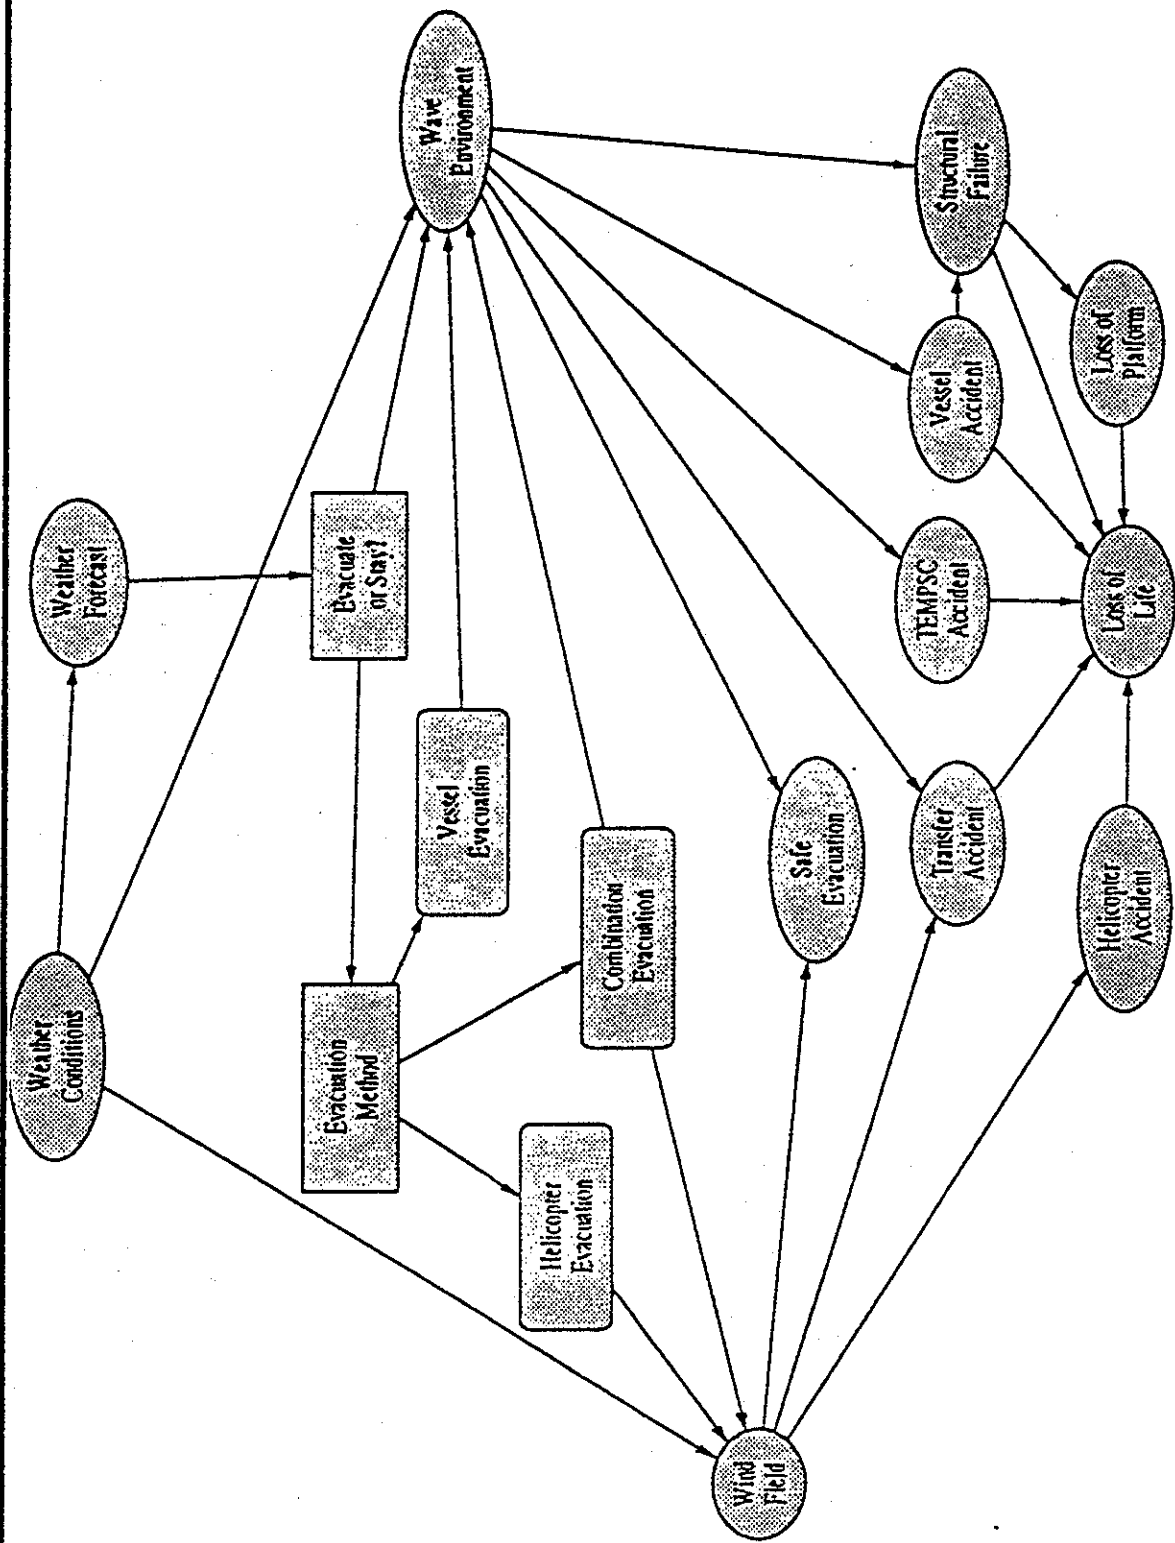 Weather
Conditions
Weather
Forecast
Evacuate
or Stay?
Evacuation
Method
Wave
Environment
Vessel
Evacuation
Helicopter
Evacuation
Combination
Evacuation
Wind
Field
Safe
Evacuation
Transfer
Accident
TEMPSC
Accident
Vessel
Accident
Structural
Failure
Helicopter
Accident
Loss of
Life
Loss of
Platform